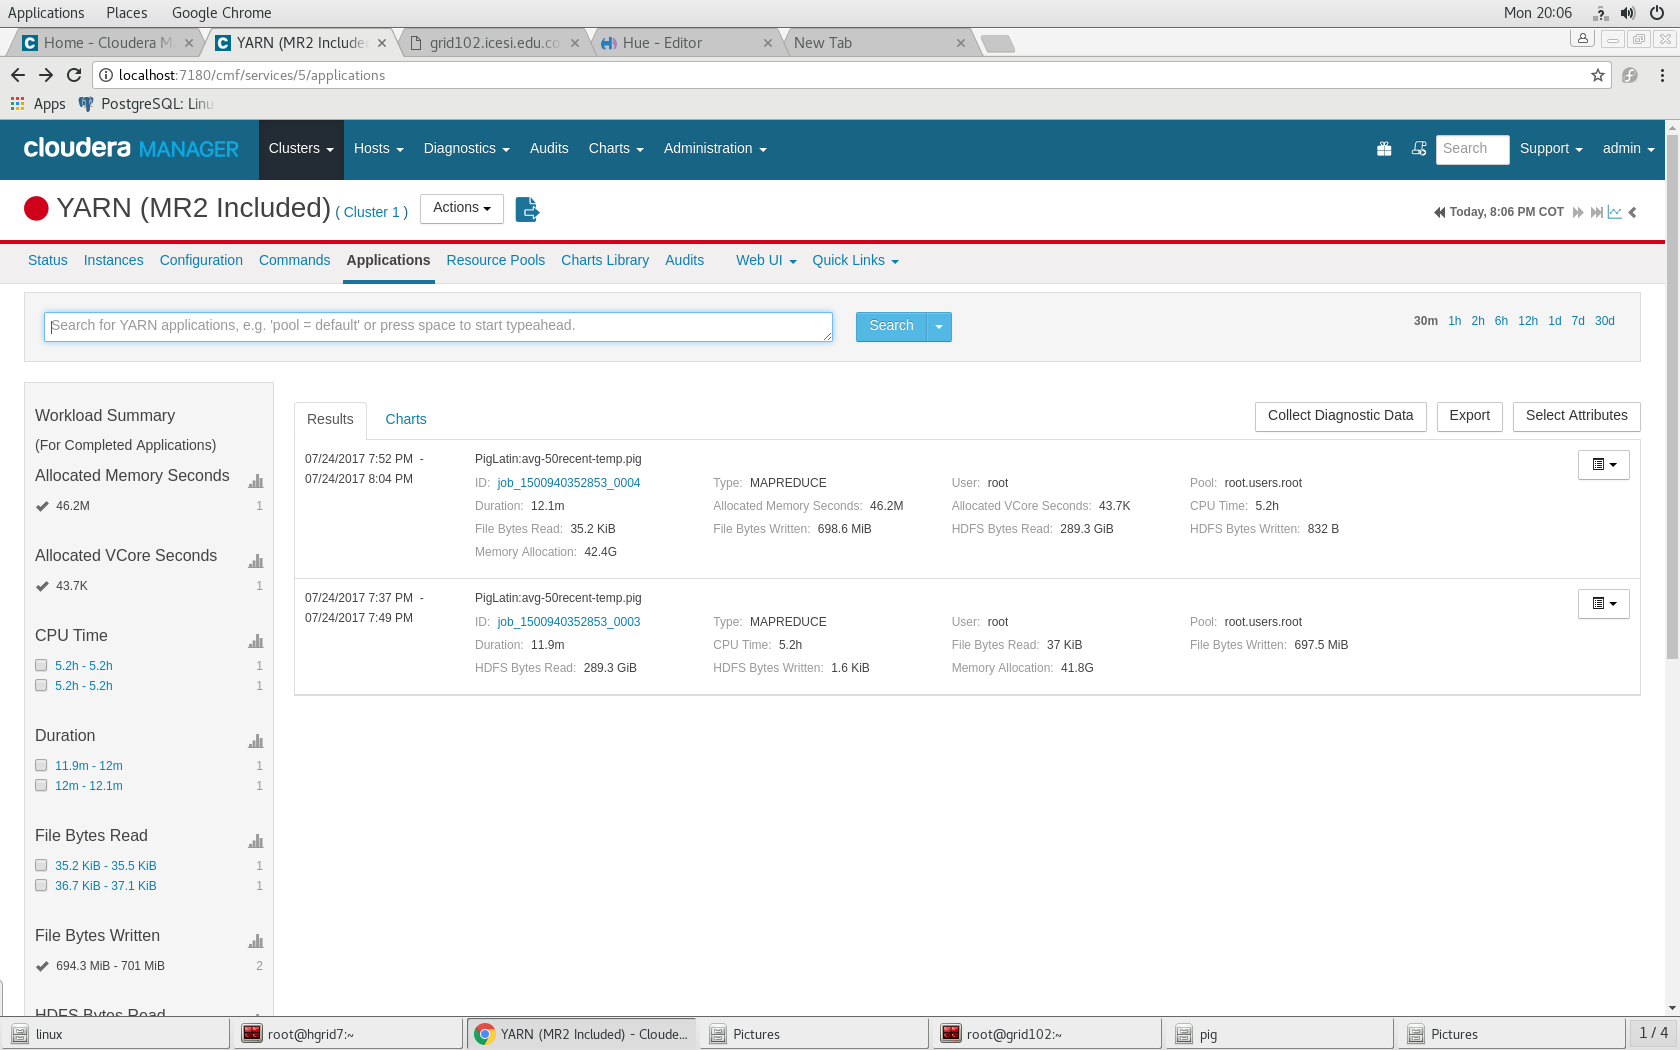 Applications Places Google Chrome Mon 20:06
Home - Cloudera M YARN (MR2 Include grid102.icesi.edu.co Hue - Editor New Tab
localhost:7180/cmf/services/5/applications
Apps PostgreSQL: Linu
cloudera MANAGER Clusters Hosts Diagnostics Audits Charts Administration Search Support admin
YARN (MR2 Included) ( Cluster 1 ) Actions Today, 8:06 PM COT
Status Instances Configuration Commands Applications Resource Pools Charts Library Audits Web UI Quick Links
Search for YARN applications, e.g. 'pool = default' or press space to start typeahead. Search 30m 1h 2h 6h 12h 1d 7d 30d
Workload Summary
(For Completed Applications)
Allocated Memory Seconds
46.2M 1
Allocated VCore Seconds
43.7K 1
CPU Time
5.2h - 5.2h 1
5.2h - 5.2h 1
Duration
11.9m - 12m 1
12m - 12.1m 1
File Bytes Read
35.2 KiB - 35.5 KiB 1
36.7 KiB - 37.1 KiB 1
File Bytes Written
694.3 MiB - 701 MiB 2
HDFS Bytes Read
Results Charts Collect Diagnostic Data Export Select Attributes
07/24/2017 7:52 PM - PigLatin:avg-50recent-temp.pig
07/24/2017 8:04 PM ID: job_1500940352853_0004 Type: MAPREDUCE User: root Pool: root.users.root
Duration: 12.1m Allocated Memory Seconds: 46.2M Allocated VCore Seconds: 43.7K CPU Time: 5.2h
File Bytes Read: 35.2 KiB File Bytes Written: 698.6 MiB HDFS Bytes Read: 289.3 GiB HDFS Bytes Written: 832 B
Memory Allocation: 42.4G
07/24/2017 7:37 PM - PigLatin:avg-50recent-temp.pig
07/24/2017 7:49 PM ID: job_1500940352853_0003 Type: MAPREDUCE User: root Pool: root.users.root
Duration: 11.9m CPU Time: 5.2h File Bytes Read: 37 KiB File Bytes Written: 697.5 MiB
HDFS Bytes Read: 289.3 GiB HDFS Bytes Written: 1.6 KiB Memory Allocation: 41.8G
linux root@hgrid7:~ YARN (MR2 Included) - Cloude... Pictures root@grid102:~ pig Pictures 1 / 4